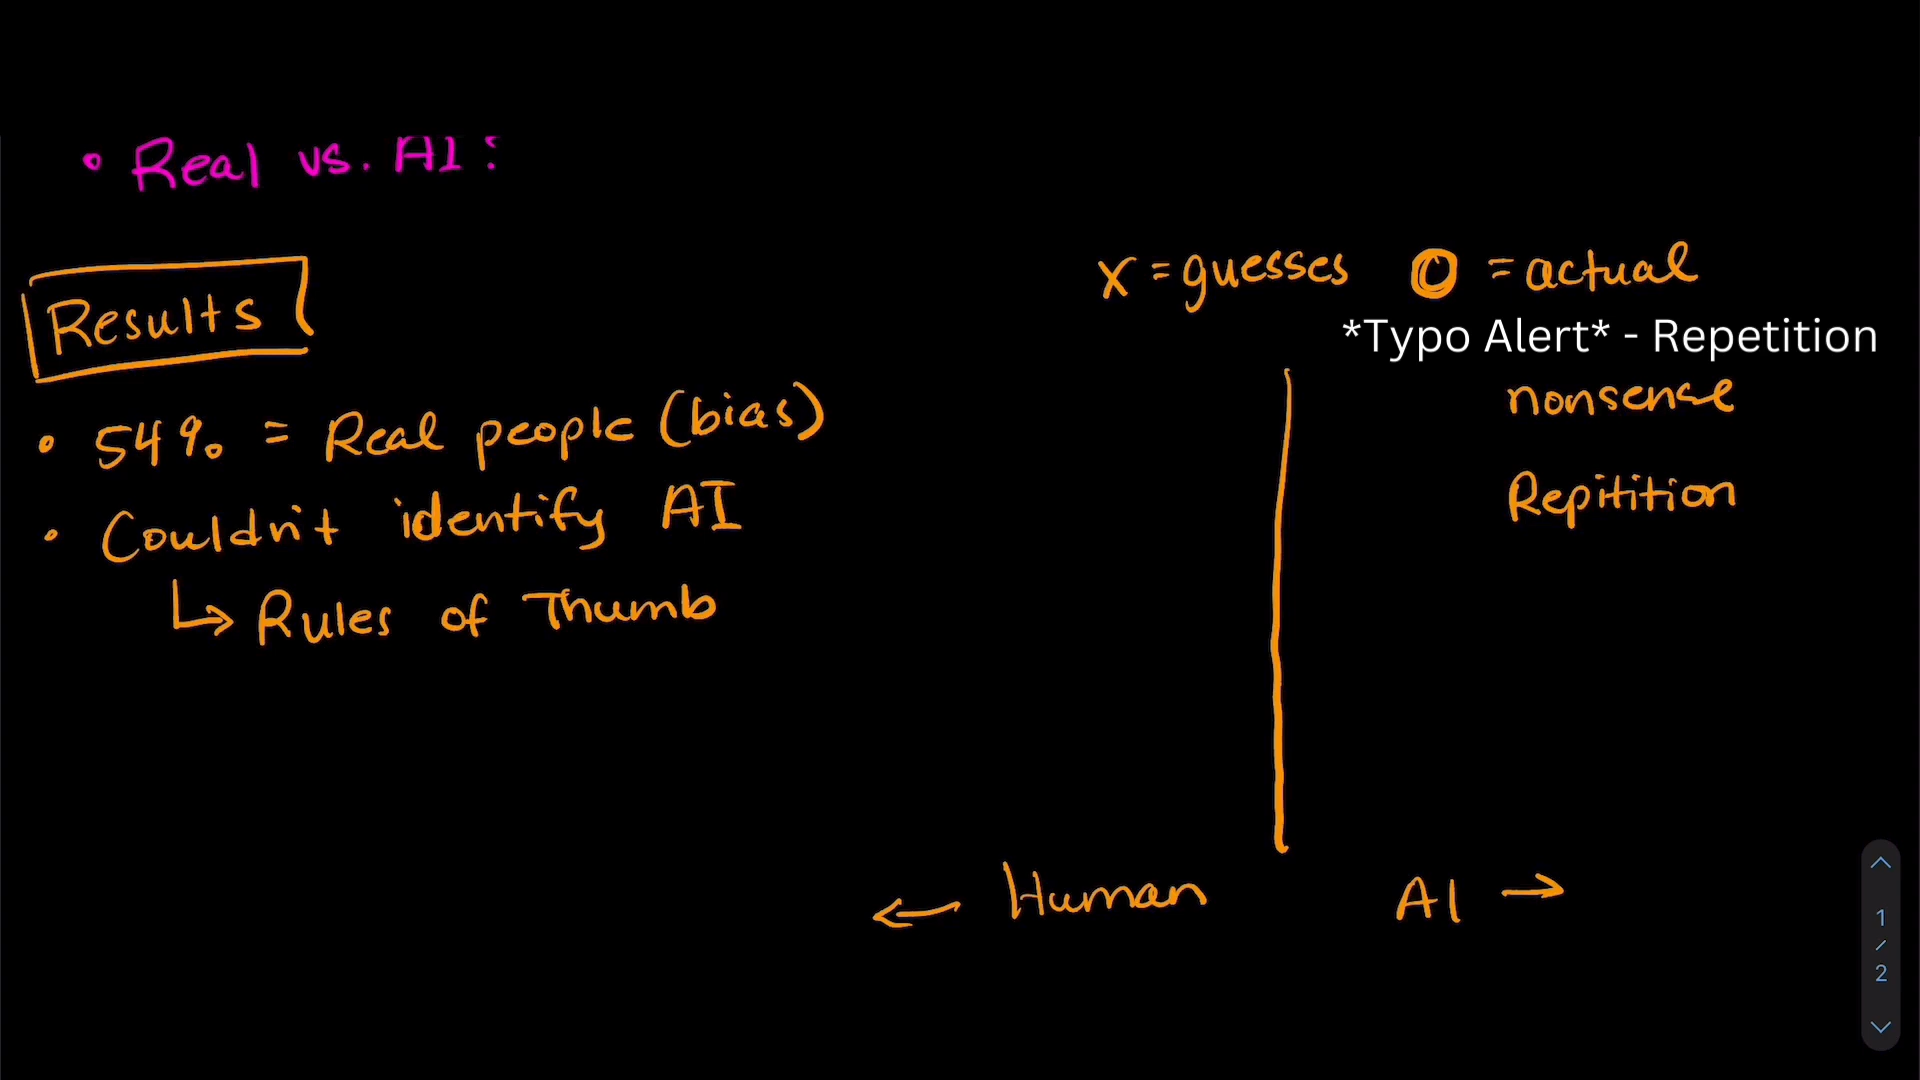 • Real vs. AI:
Results
• 54% = Real people (bias)
• Couldn't identify AI
↳ Rules of Thumb
x = guesses O = actual
*Typo Alert* - Repetition
nonsense
Repitition
← Human AI →
1
/
2